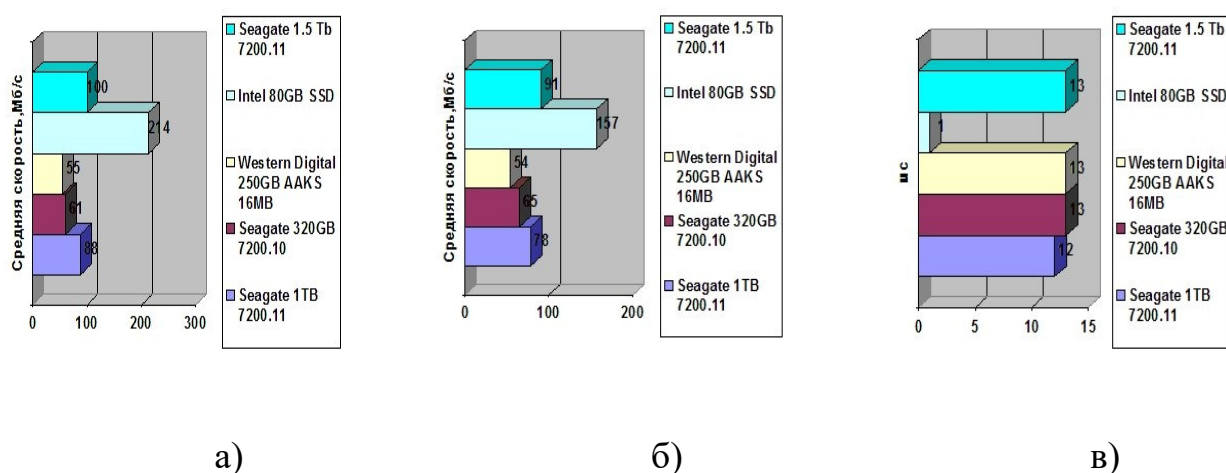 Средняя скорость,Мб/с
100
214
55
61
88
0 100 200 300
Seagate 1.5 Tb
7200.11
Intel 80GB SSD
Western Digital
250GB AAKS
16MB
Seagate 320GB
7200.10
Seagate 1TB
7200.11
а)
Средняя скорость,Мб/с
91
157
54
65
78
0 100 200
Seagate 1.5 Tb
7200.11
Intel 80GB SSD
Western Digital
250GB AAKS
16MB
Seagate 320GB
7200.10
Seagate 1TB
7200.11
б)
мс
13
1
13
13
12
0 5 10 15
Seagate 1.5 Tb
7200.11
Intel 80GB SSD
Western Digital
250GB AAKS
16MB
Seagate 320GB
7200.10
Seagate 1TB
7200.11
в)